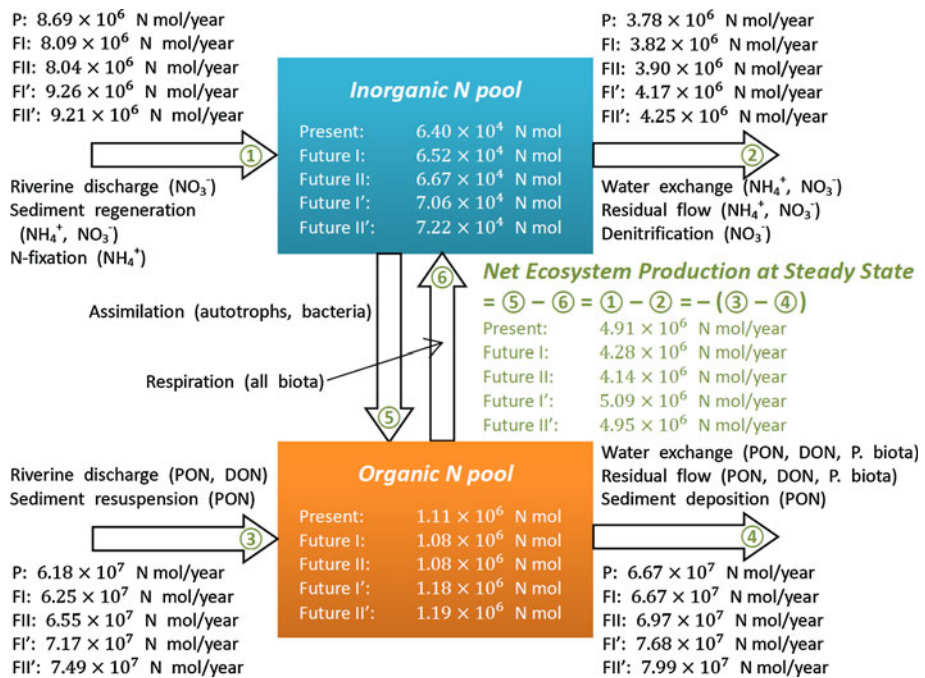 P: 8.69 × 10⁶ N mol/year
FI: 8.09 × 10⁶ N mol/year
FII: 8.04 × 10⁶ N mol/year
FI′: 9.26 × 10⁶ N mol/year
FII′: 9.21 × 10⁶ N mol/year
①
Riverine discharge (NO₃⁻)
Sediment regeneration
(NH₄⁺, NO₃⁻)
N-fixation (NH₄⁺)
Inorganic N pool
Present: 6.40 × 10⁴ N mol
Future I: 6.52 × 10⁴ N mol
Future II: 6.67 × 10⁴ N mol
Future I′: 7.06 × 10⁴ N mol
Future II′: 7.22 × 10⁴ N mol
P: 3.78 × 10⁶ N mol/year
FI: 3.82 × 10⁶ N mol/year
FII: 3.90 × 10⁶ N mol/year
FI′: 4.17 × 10⁶ N mol/year
FII′: 4.25 × 10⁶ N mol/year
②
Water exchange (NH₄⁺, NO₃⁻)
Residual flow (NH₄⁺, NO₃⁻)
Denitrification (NO₃⁻)
Assimilation (autotrophs, bacteria)
Respiration (all biota)
⑤
⑥
Net Ecosystem Production at Steady State
= ⑤ − ⑥ = ① − ② = − (③ − ④)
Present: 4.91 × 10⁶ N mol/year
Future I: 4.28 × 10⁶ N mol/year
Future II: 4.14 × 10⁶ N mol/year
Future I′: 5.09 × 10⁶ N mol/year
Future II′: 4.95 × 10⁶ N mol/year
Riverine discharge (PON, DON)
Sediment resuspension (PON)
③
P: 6.18 × 10⁷ N mol/year
FI: 6.25 × 10⁷ N mol/year
FII: 6.55 × 10⁷ N mol/year
FI′: 7.17 × 10⁷ N mol/year
FII′: 7.49 × 10⁷ N mol/year
Organic N pool
Present: 1.11 × 10⁶ N mol
Future I: 1.08 × 10⁶ N mol
Future II: 1.08 × 10⁶ N mol
Future I′: 1.18 × 10⁶ N mol
Future II′: 1.19 × 10⁶ N mol
Water exchange (PON, DON, P. biota)
Residual flow (PON, DON, P. biota)
Sediment deposition (PON)
④
P: 6.67 × 10⁷ N mol/year
FI: 6.67 × 10⁷ N mol/year
FII: 6.97 × 10⁷ N mol/year
FI′: 7.68 × 10⁷ N mol/year
FII′: 7.99 × 10⁷ N mol/year